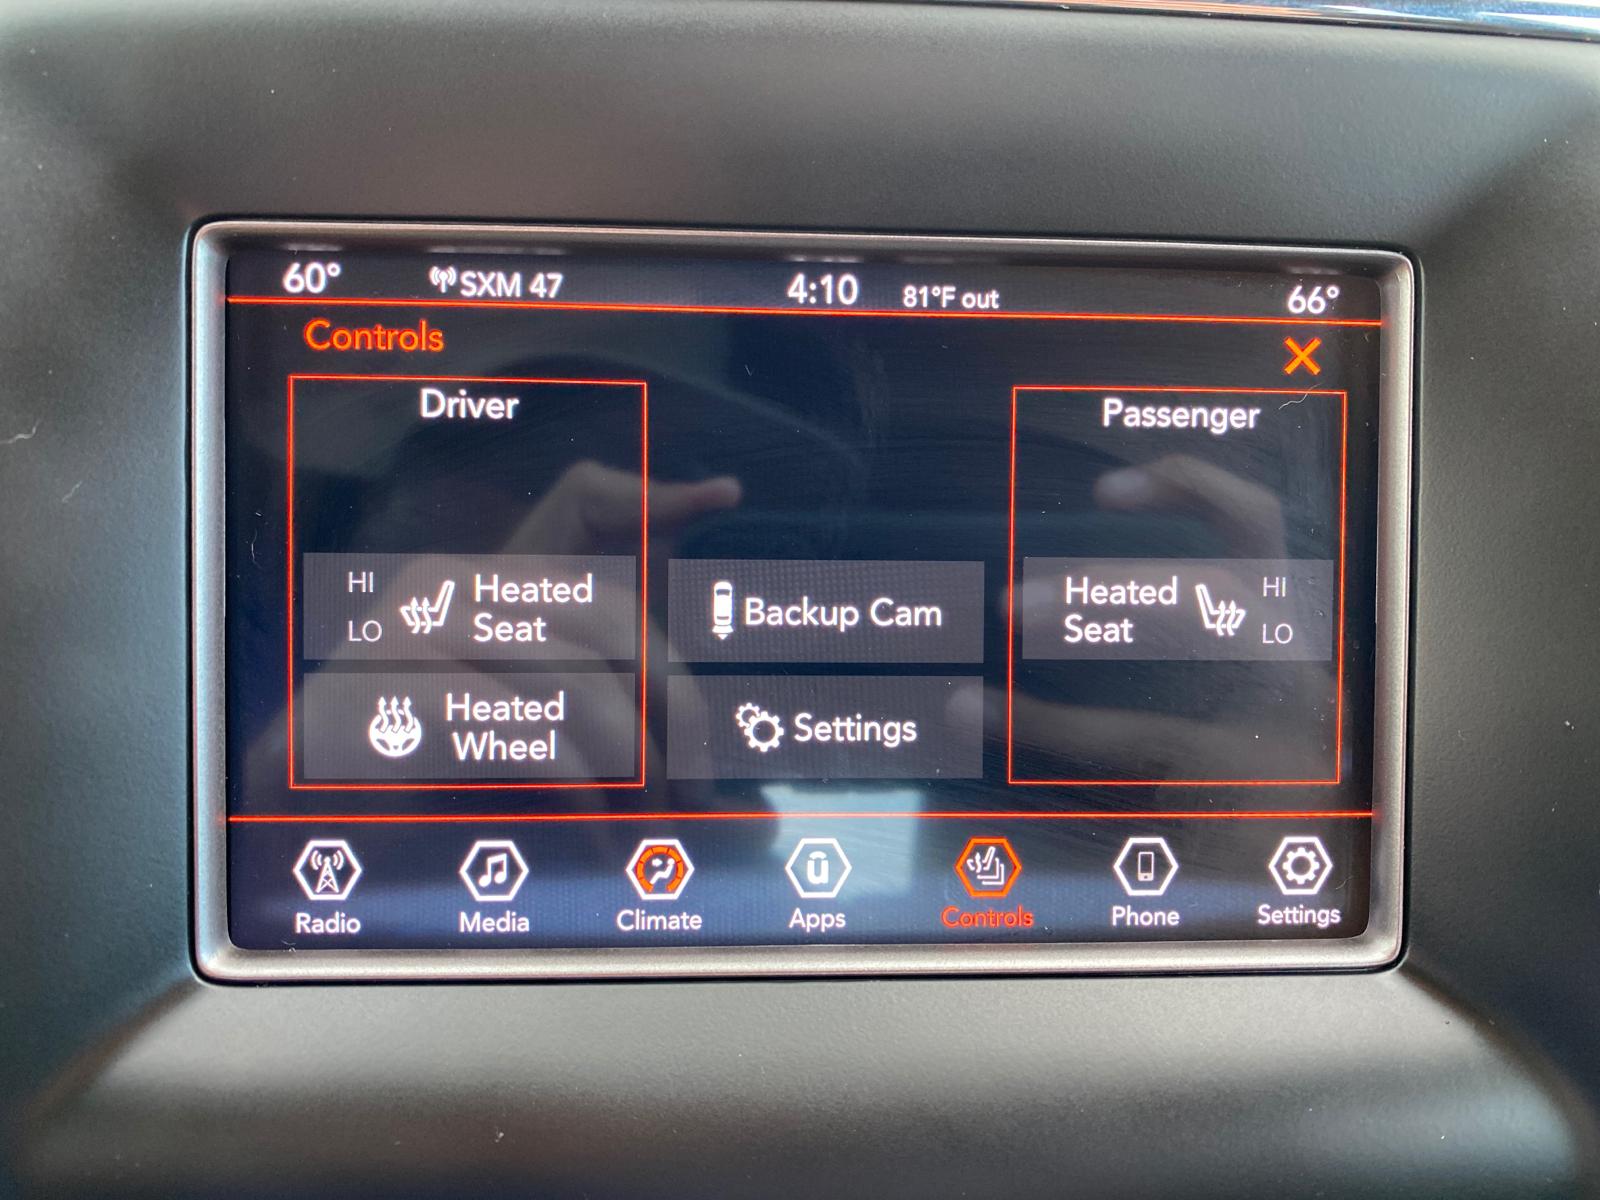 60° SXM 47 4:10 81°F out 66°
Controls
Driver
Passenger
HI
LO
Heated
Seat
Backup Cam
Heated
Seat
HI
LO
Heated
Wheel
Settings
Radio Media Climate Apps Controls Phone Settings